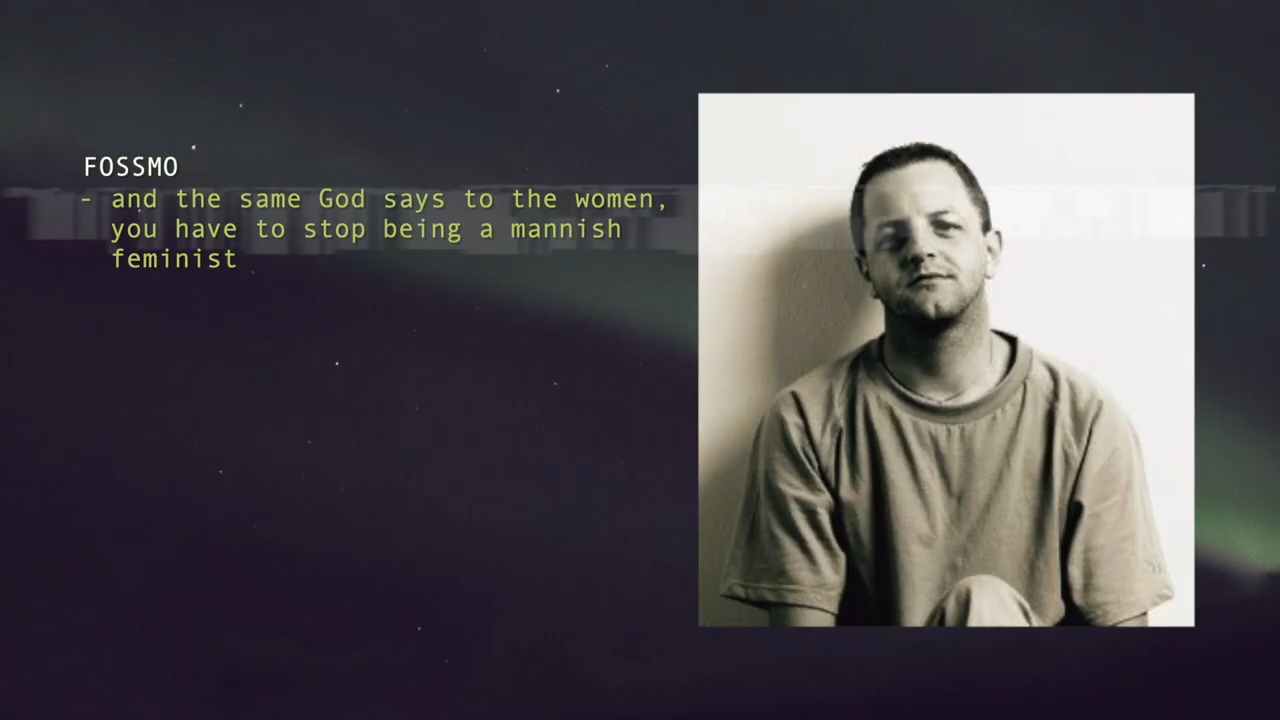 FOSSMO
- and the same God says to the women,
you have to stop being a mannish
feminist